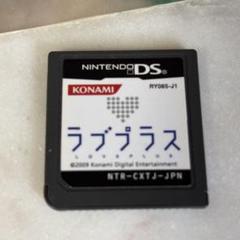 NINTENDO DS
KONAMI
RY085-J1
ラブプラス
LOVEPLUS
©2009 Konami Digital Entertainment
NTR-CXTJ-JPN